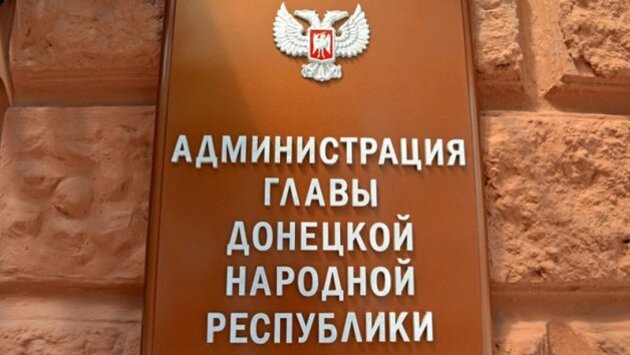 АДМИНИСТРАЦИЯ
ГЛАВЫ
ДОНЕЦКОЙ
НАРОДНОЙ
РЕСПУБЛИКИ